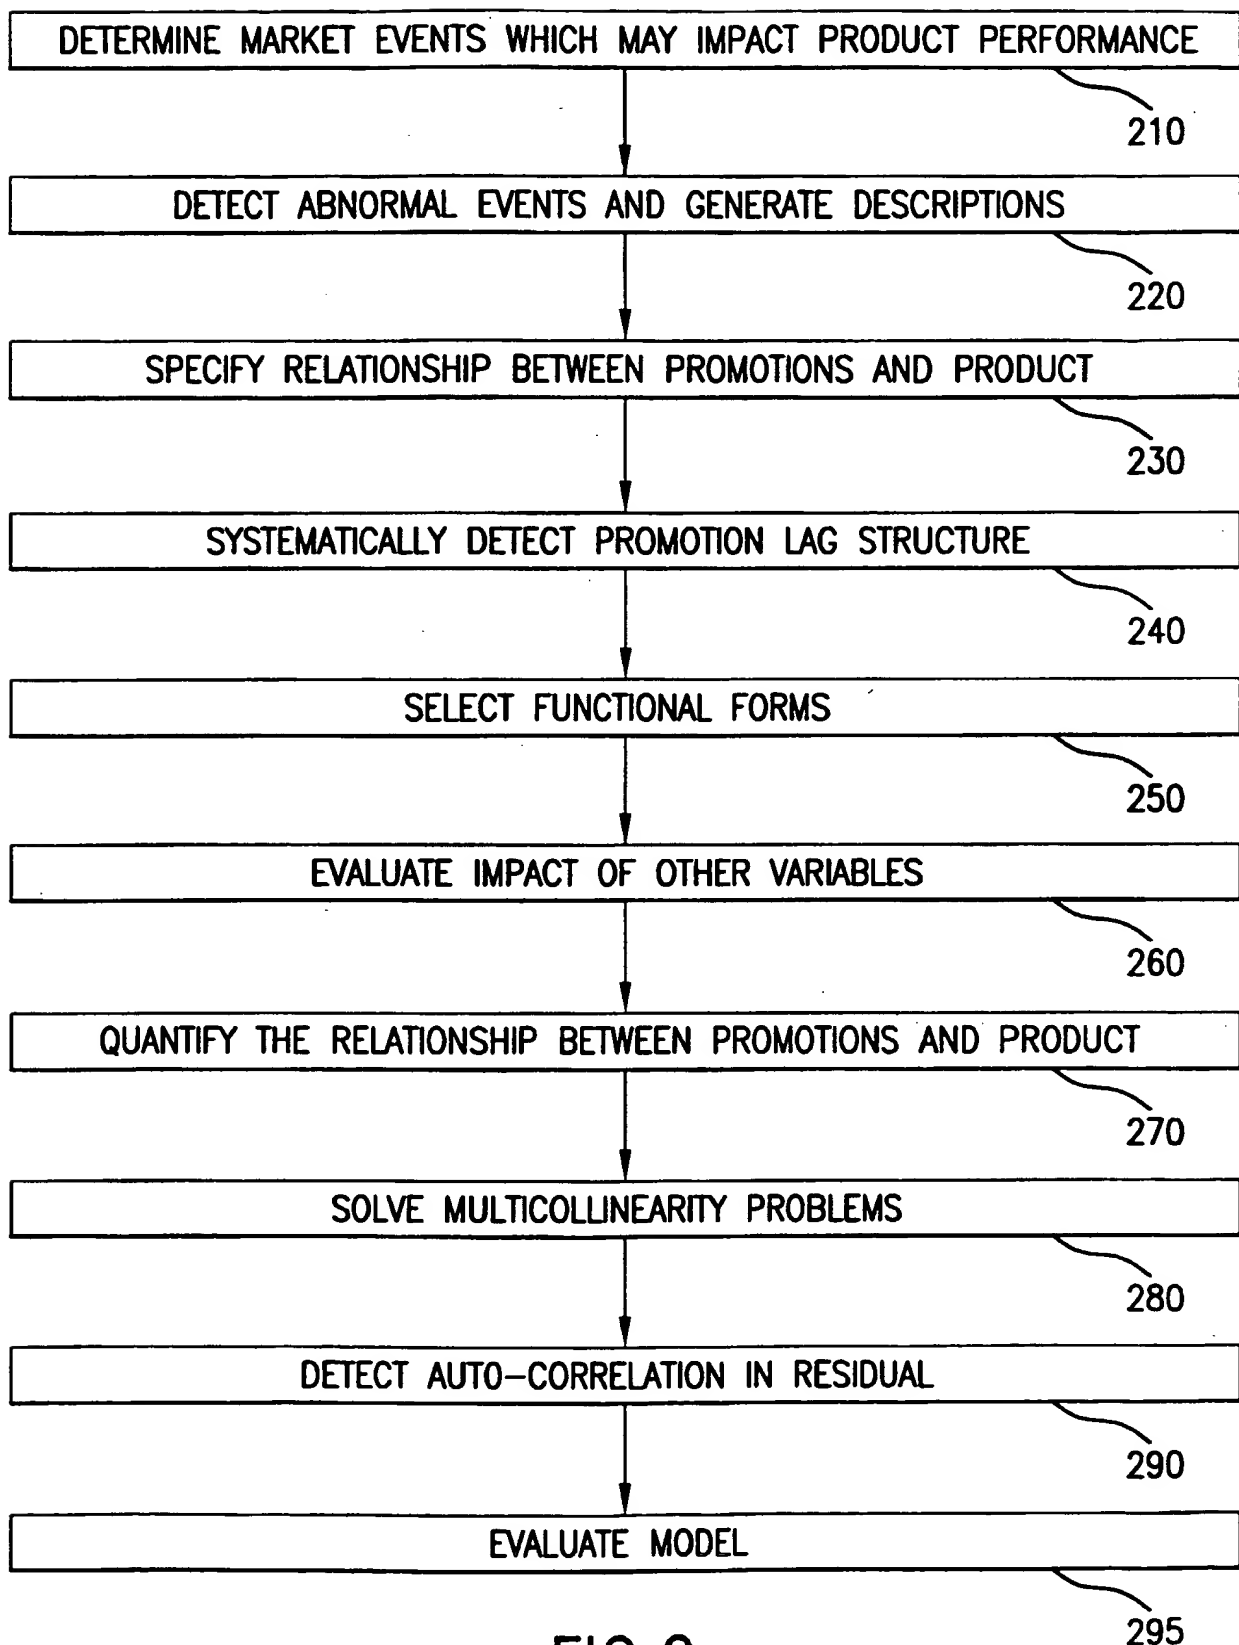 DETERMINE MARKET EVENTS WHICH MAY IMPACT PRODUCT PERFORMANCE
210
DETECT ABNORMAL EVENTS AND GENERATE DESCRIPTIONS
220
SPECIFY RELATIONSHIP BETWEEN PROMOTIONS AND PRODUCT
230
SYSTEMATICALLY DETECT PROMOTION LAG STRUCTURE
240
SELECT FUNCTIONAL FORMS
250
EVALUATE IMPACT OF OTHER VARIABLES
260
QUANTIFY THE RELATIONSHIP BETWEEN PROMOTIONS AND PRODUCT
270
SOLVE MULTICOLLINEARITY PROBLEMS
280
DETECT AUTO-CORRELATION IN RESIDUAL
290
EVALUATE MODEL
295